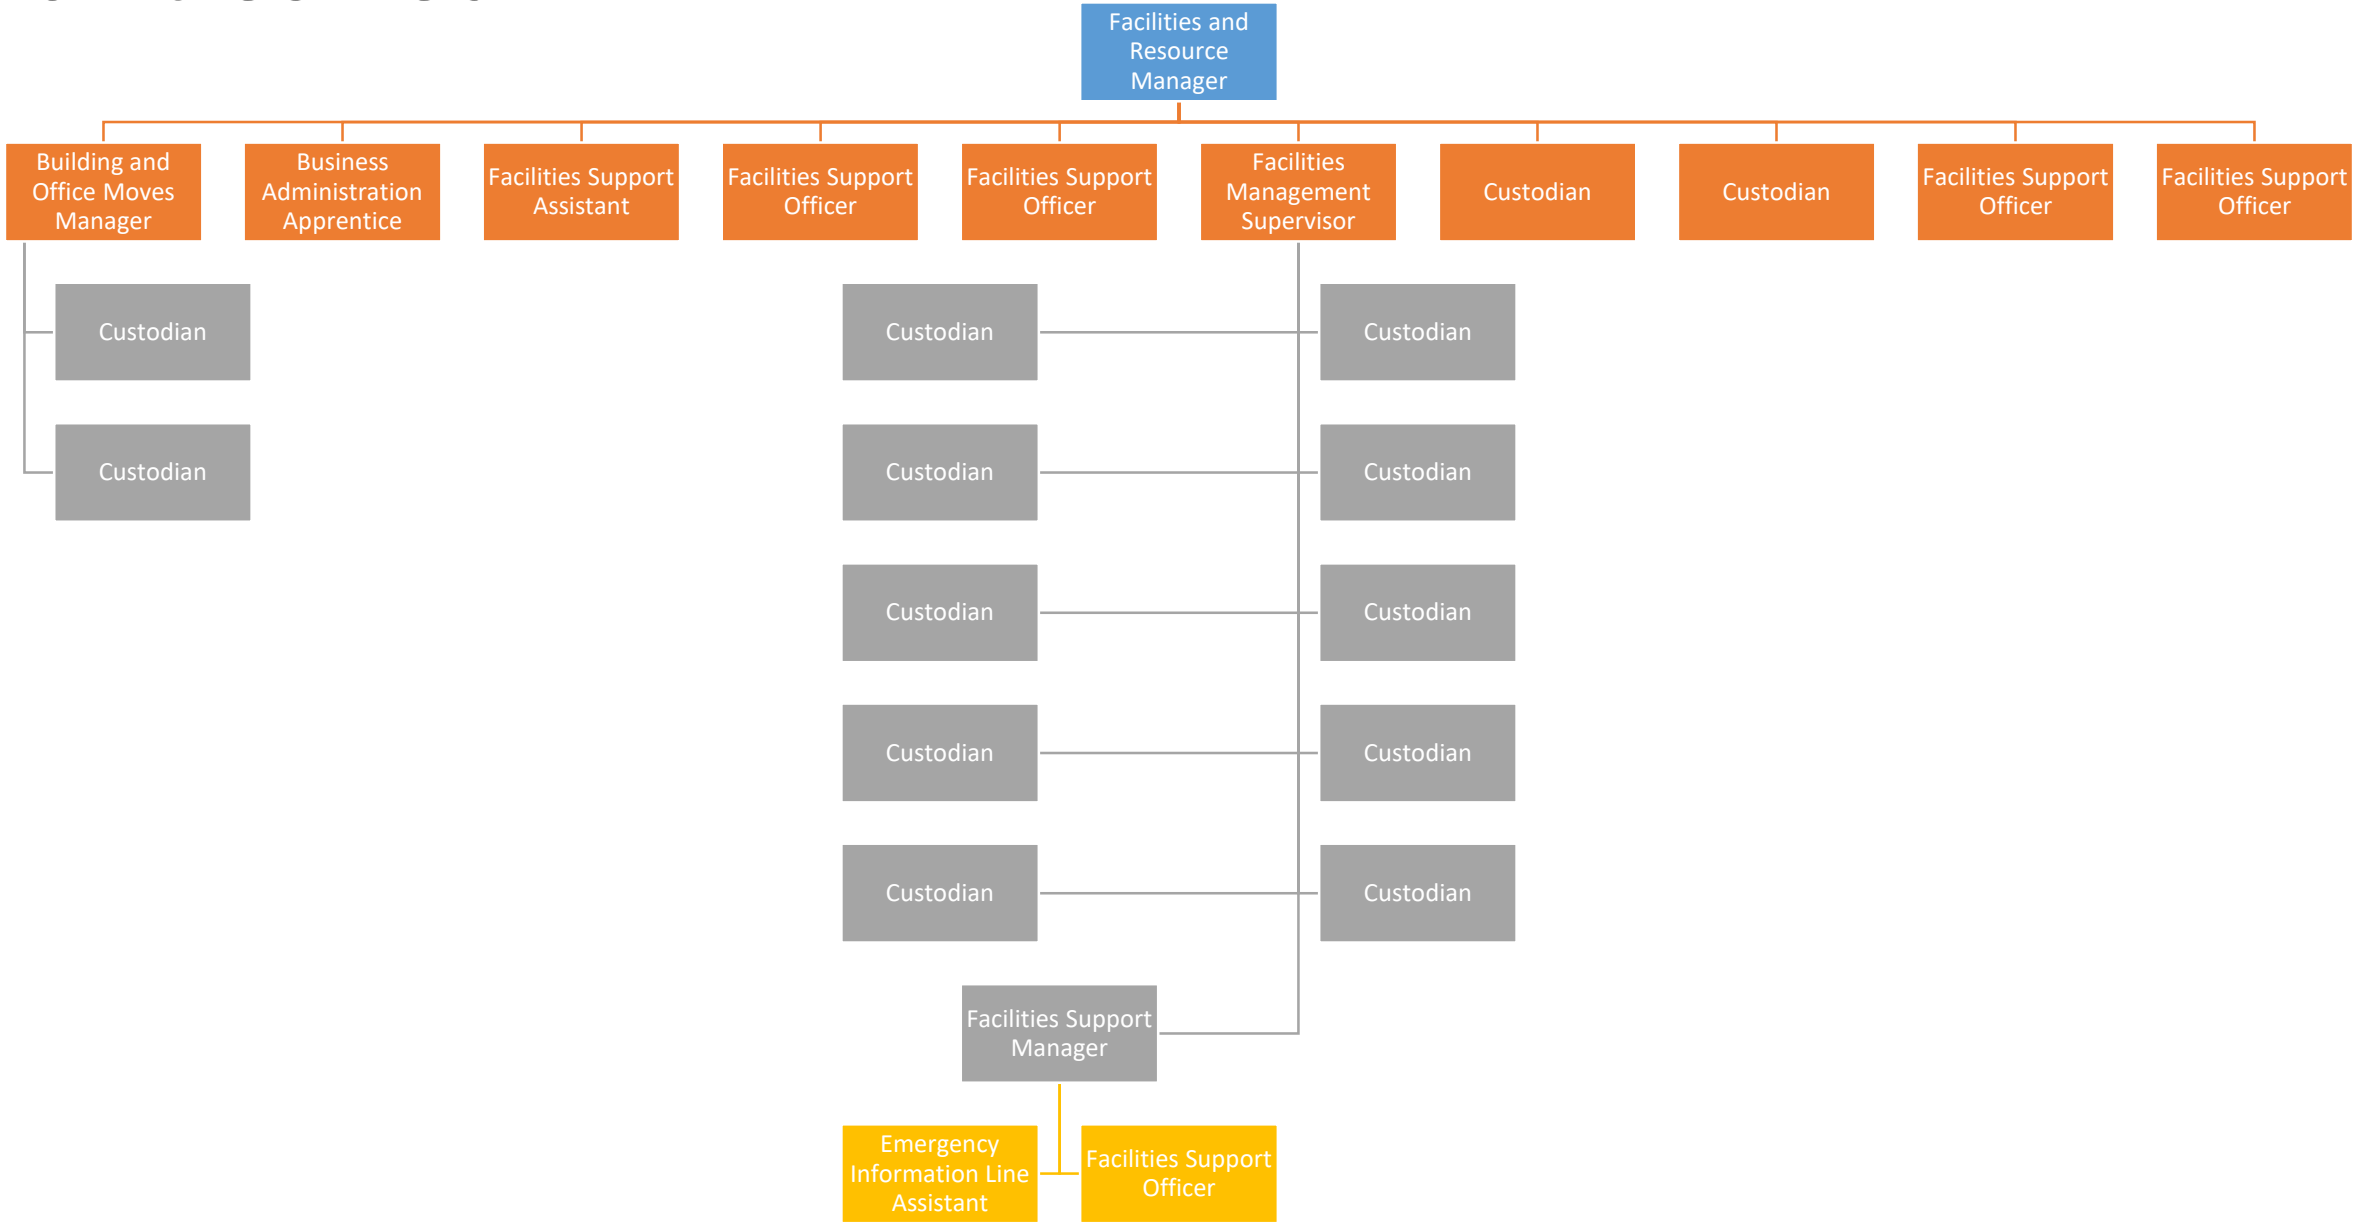 Facilities and
Resource
Manager
Building and
Office Moves
Manager
Business
Administration
Apprentice
Facilities Support
Assistant
Facilities Support
Officer
Facilities Support
Officer
Facilities
Management
Supervisor
Custodian
Custodian
Facilities Support
Officer
Facilities Support
Officer
Custodian
Custodian
Custodian
Custodian
Custodian
Custodian
Custodian
Custodian
Custodian
Custodian
Custodian
Custodian
Facilities Support
Manager
Emergency
Information Line
Assistant
Facilities Support
Officer